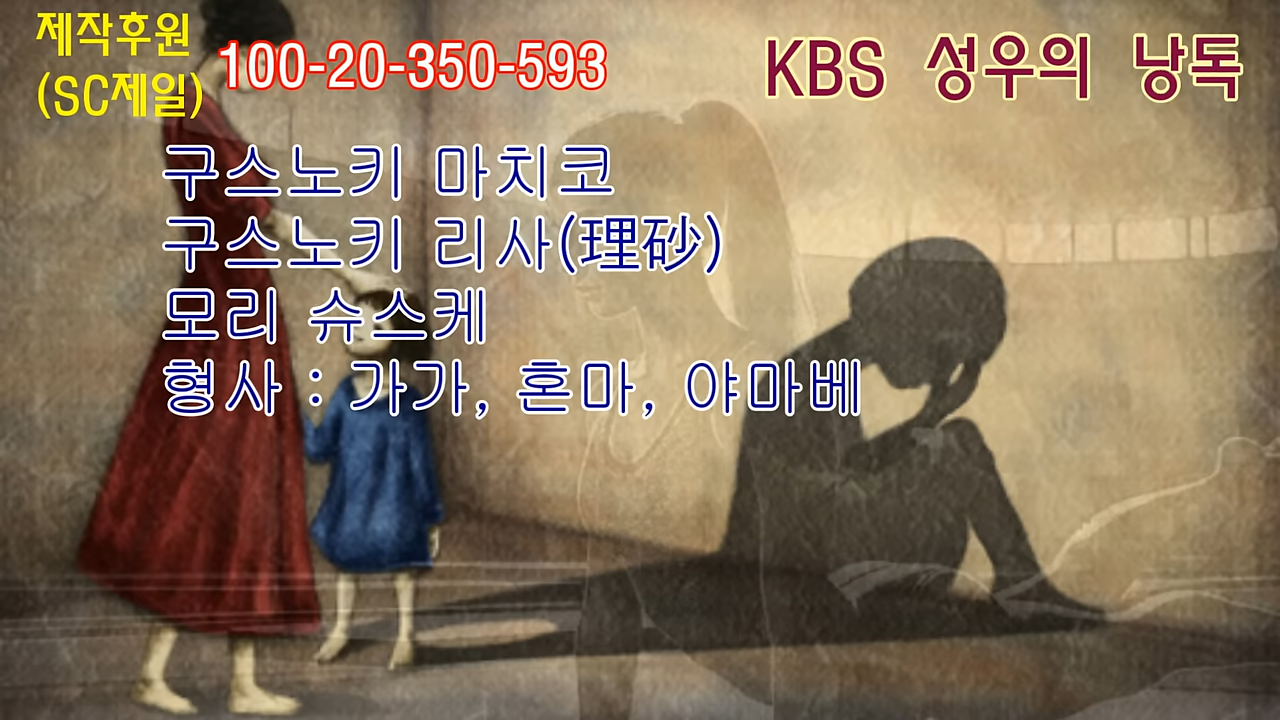 제작후원
(SC제일)
100-20-350-593
KBS 성우의 낭독
구스노키 마치코
구스노키 리사(理砂)
모리 슈스케
형사 : 가가, 혼마, 야마베